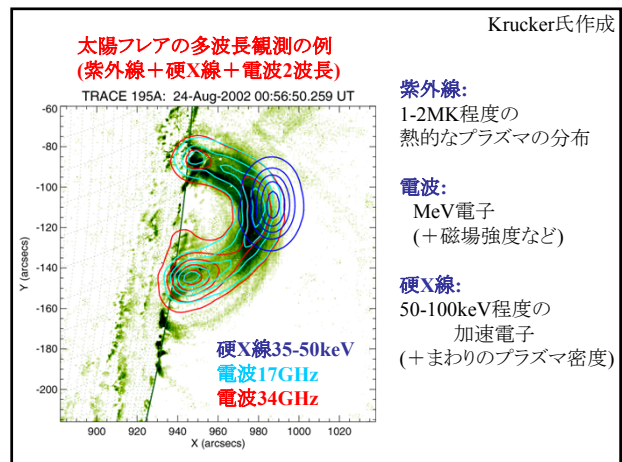 Krucker氏作成
太陽フレアの多波長観測の例
(紫外線＋硬X線＋電波2波長)
TRACE 195A:  24-Aug-2002 00:56:50.259 UT
-60
-80
-100
-120
-140
-160
-180
-200
Y (arcsecs)
900
920
940
960
980
1000
1020
X (arcsecs)
硬X線35-50keV
電波17GHz
電波34GHz
紫外線:
1-2MK程度の
熱的なプラズマの分布
電波:
MeV電子
(＋磁場強度など)
硬X線:
50-100keV程度の
加速電子
(＋まわりのプラズマ密度)